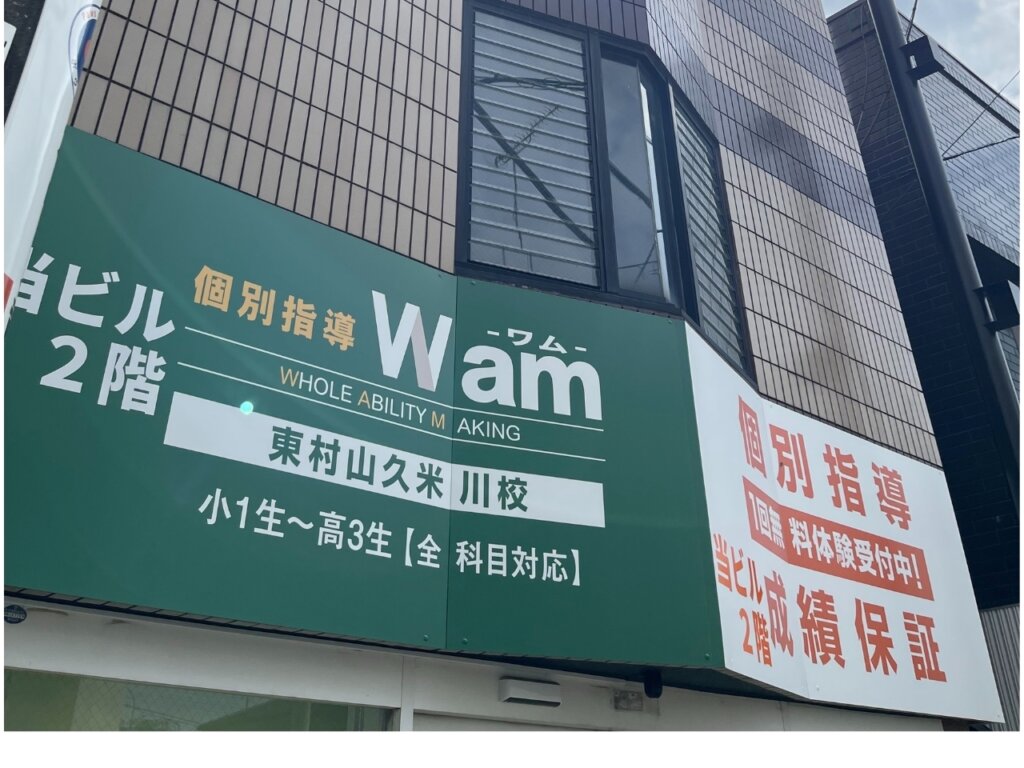 当ビル
2階
個別指導 Wam
-ワム-
WHOLE ABILITY MAKING
東村山久米川校
小1生～高3生【全科目対応】
個別指導
1回無料体験受付中!
当ビル
2階
成績保証